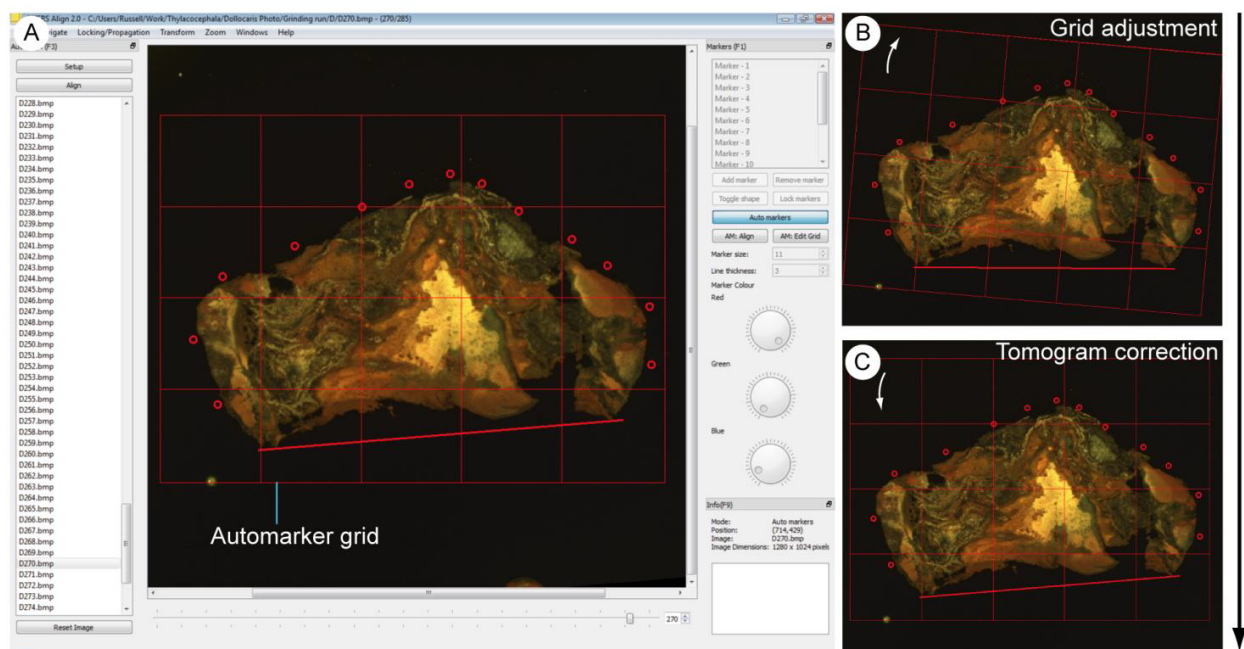 A
RS Align 2.0 - C:/Users/Russell/Work/Thylacocephala/Dollocaris Photo/Grinding run/D/D270.bmp - (270/285)
igate Locking/Propagation Transform Zoom Windows Help
(F3)
Setup
Align
D228.bmp
D229.bmp
D230.bmp
D231.bmp
D232.bmp
D233.bmp
D234.bmp
D235.bmp
D236.bmp
D237.bmp
D238.bmp
D239.bmp
D240.bmp
D241.bmp
D242.bmp
D243.bmp
D244.bmp
D245.bmp
D246.bmp
D247.bmp
D248.bmp
D249.bmp
D250.bmp
D251.bmp
D252.bmp
D253.bmp
D254.bmp
D255.bmp
D256.bmp
D257.bmp
D258.bmp
D259.bmp
D260.bmp
D261.bmp
D262.bmp
D263.bmp
D264.bmp
D265.bmp
D266.bmp
D267.bmp
D268.bmp
D269.bmp
D270.bmp
D271.bmp
D272.bmp
D273.bmp
D274.bmp
Reset Image
Automarker grid
270
Markers (F1)
Marker - 1
Marker - 2
Marker - 3
Marker - 4
Marker - 5
Marker - 6
Marker - 7
Marker - 8
Marker - 9
Marker - 10
Add marker Remove marker
Toggle shape Lock markers
Auto markers
AM: Align AM: Edit Grid
Marker size: 11
Line thickness: 3
Marker Colour
Red
Green
Blue
Info(F9)
Mode: Auto markers
Position: (714,429)
Image: D270.bmp
Image Dimensions: 1280 x 1024 pixels
B
Grid adjustment
C
Tomogram correction